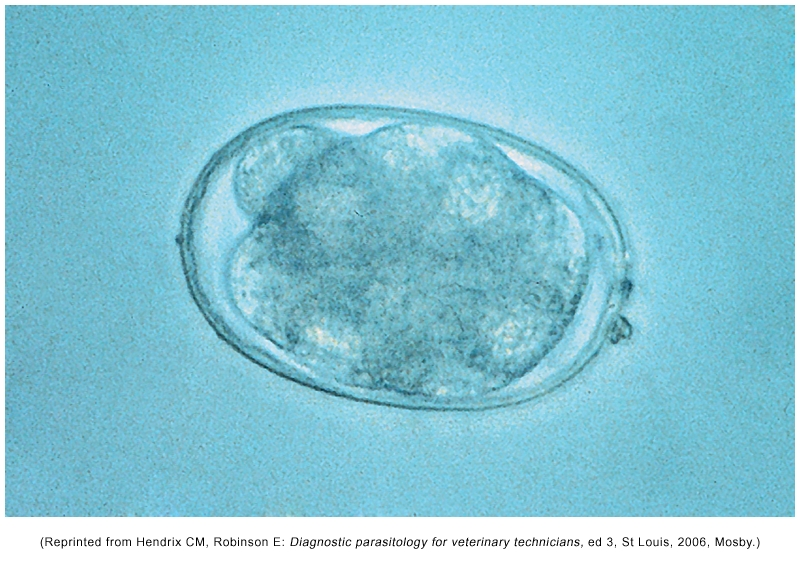 (Reprinted from Hendrix CM, Robinson E: Diagnostic parasitology for veterinary technicians, ed 3, St Louis, 2006, Mosby.)